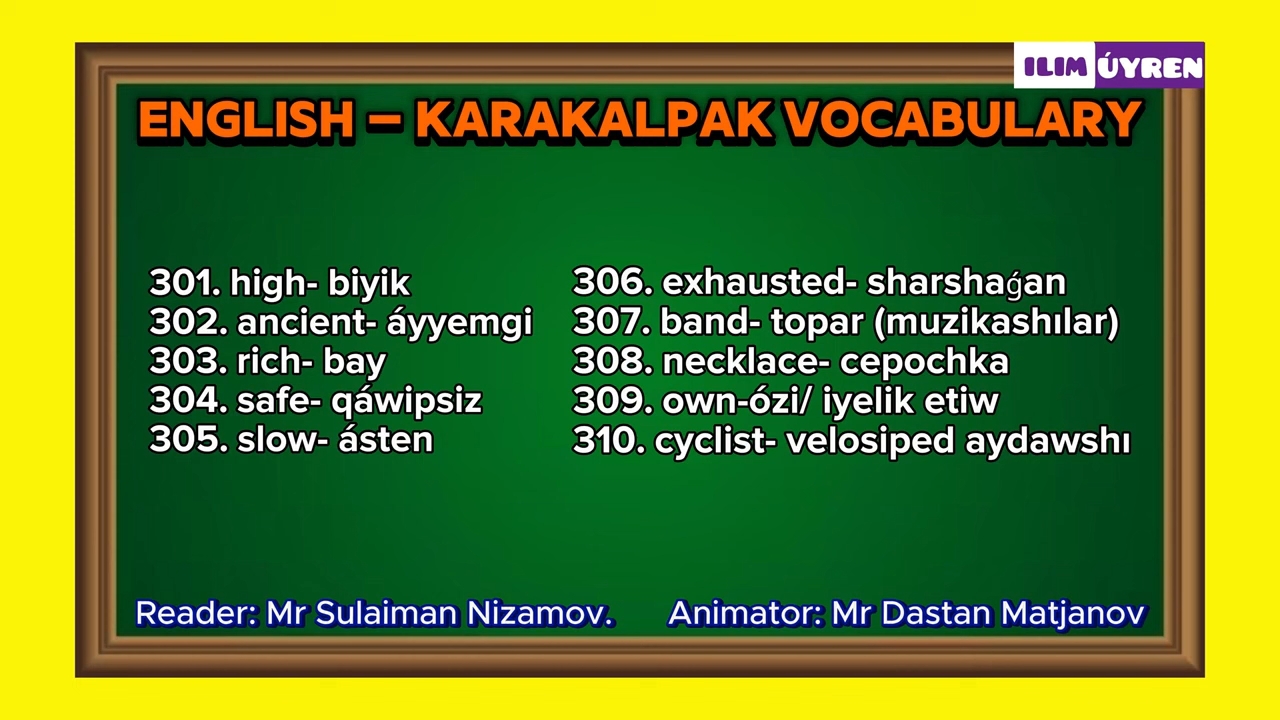 ILIM ÚYREN
ENGLISH – KARAKALPAK VOCABULARY
301. high- biyik
302. ancient- áyyemgi
303. rich- bay
304. safe- qáwipsiz
305. slow- ásten
306. exhausted- sharshaǵan
307. band- topar (muzikashılar)
308. necklace- cepochka
309. own-ózi/ iyelik etiw
310. cyclist- velosiped aydawshı
Reader: Mr Sulaiman Nizamov.
Animator: Mr Dastan Matjanov